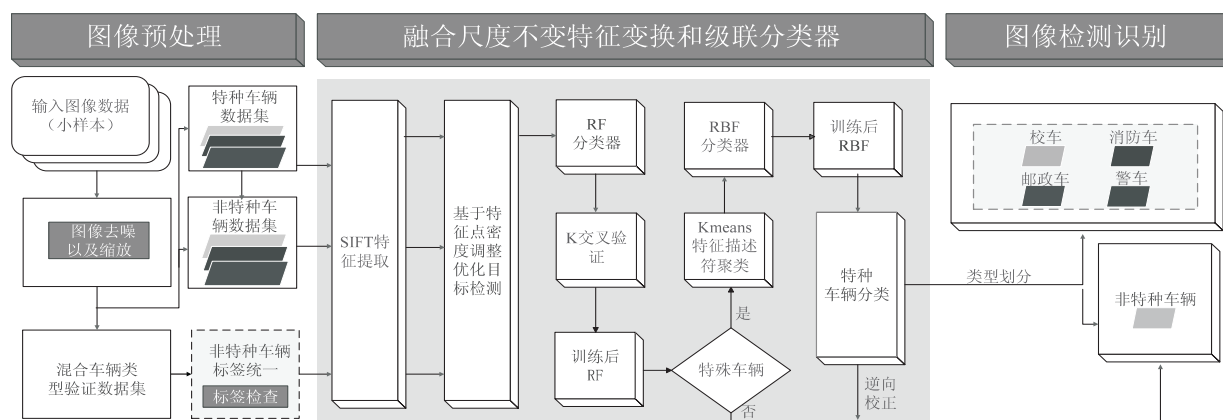 图像预处理
融合尺度不变特征变换和级联分类器
图像检测识别
输入图像数据
（小样本）
特种车辆
数据集
图像去噪
以及缩放
非特种车
辆数据集
混合车辆类
型验证数据集
非特种车辆
标签统一
标签检查
SIFT特
征提取
基于特
征点密
度调整
优化目
标检测
RF
分类器
K交叉验
证
训练后
RF
RBF
分类器
Kmeans
特征描述
符聚类
是
特殊车辆
否
训练后
RBF
特种
车辆分类
逆向
校正
类型划分
校车
消防车
邮政车
警车
非特种车辆